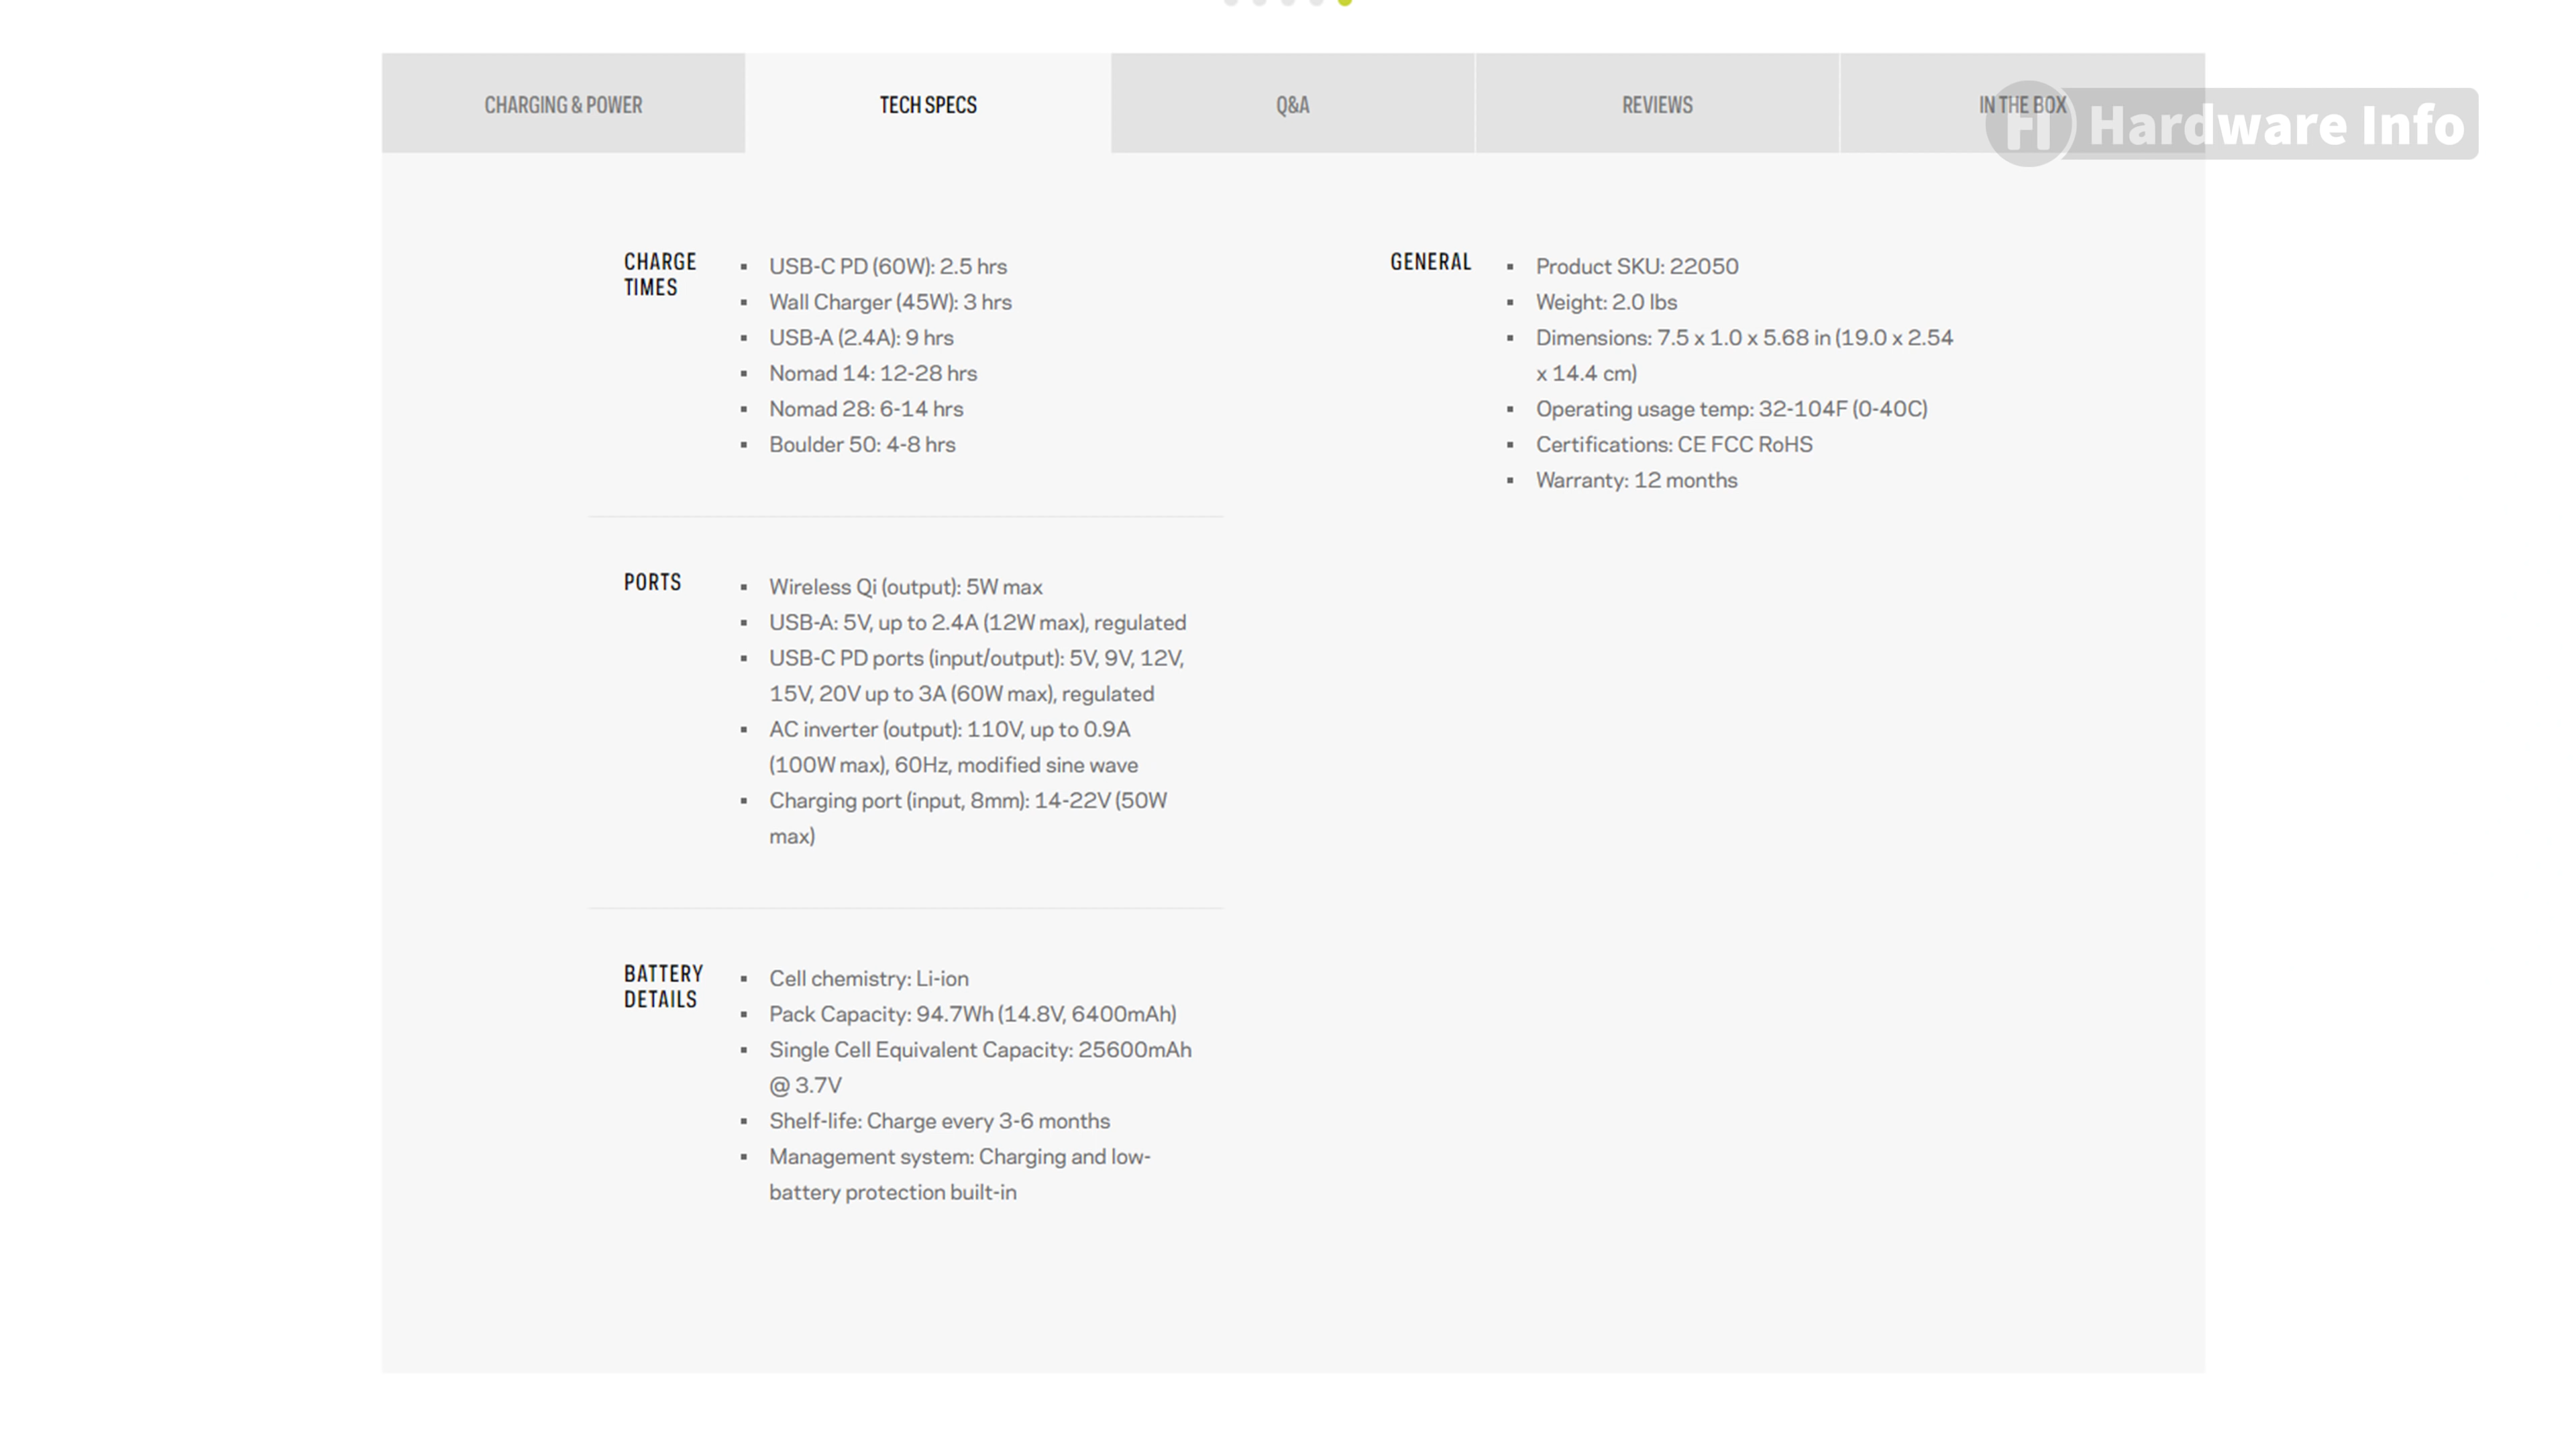 CHARGING & POWER
TECH SPECS
Q&A
REVIEWS
IN THE BOX
Hardware Info
CHARGE
TIMES
USB-C PD (60W): 2.5 hrs
Wall Charger (45W): 3 hrs
USB-A (2.4A): 9 hrs
Nomad 14: 12-28 hrs
Nomad 28: 6-14 hrs
Boulder 50: 4-8 hrs
PORTS
Wireless Qi (output): 5W max
USB-A: 5V, up to 2.4A (12W max), regulated
USB-C PD ports (input/output): 5V, 9V, 12V,
15V, 20V up to 3A (60W max), regulated
AC inverter (output): 110V, up to 0.9A
(100W max), 60Hz, modified sine wave
Charging port (input, 8mm): 14-22V (50W
max)
BATTERY
DETAILS
Cell chemistry: Li-ion
Pack Capacity: 94.7Wh (14.8V, 6400mAh)
Single Cell Equivalent Capacity: 25600mAh
@ 3.7V
Shelf-life: Charge every 3-6 months
Management system: Charging and low-
battery protection built-in
GENERAL
Product SKU: 22050
Weight: 2.0 lbs
Dimensions: 7.5 x 1.0 x 5.68 in (19.0 x 2.54
x 14.4 cm)
Operating usage temp: 32-104F (0-40C)
Certifications: CE FCC RoHS
Warranty: 12 months